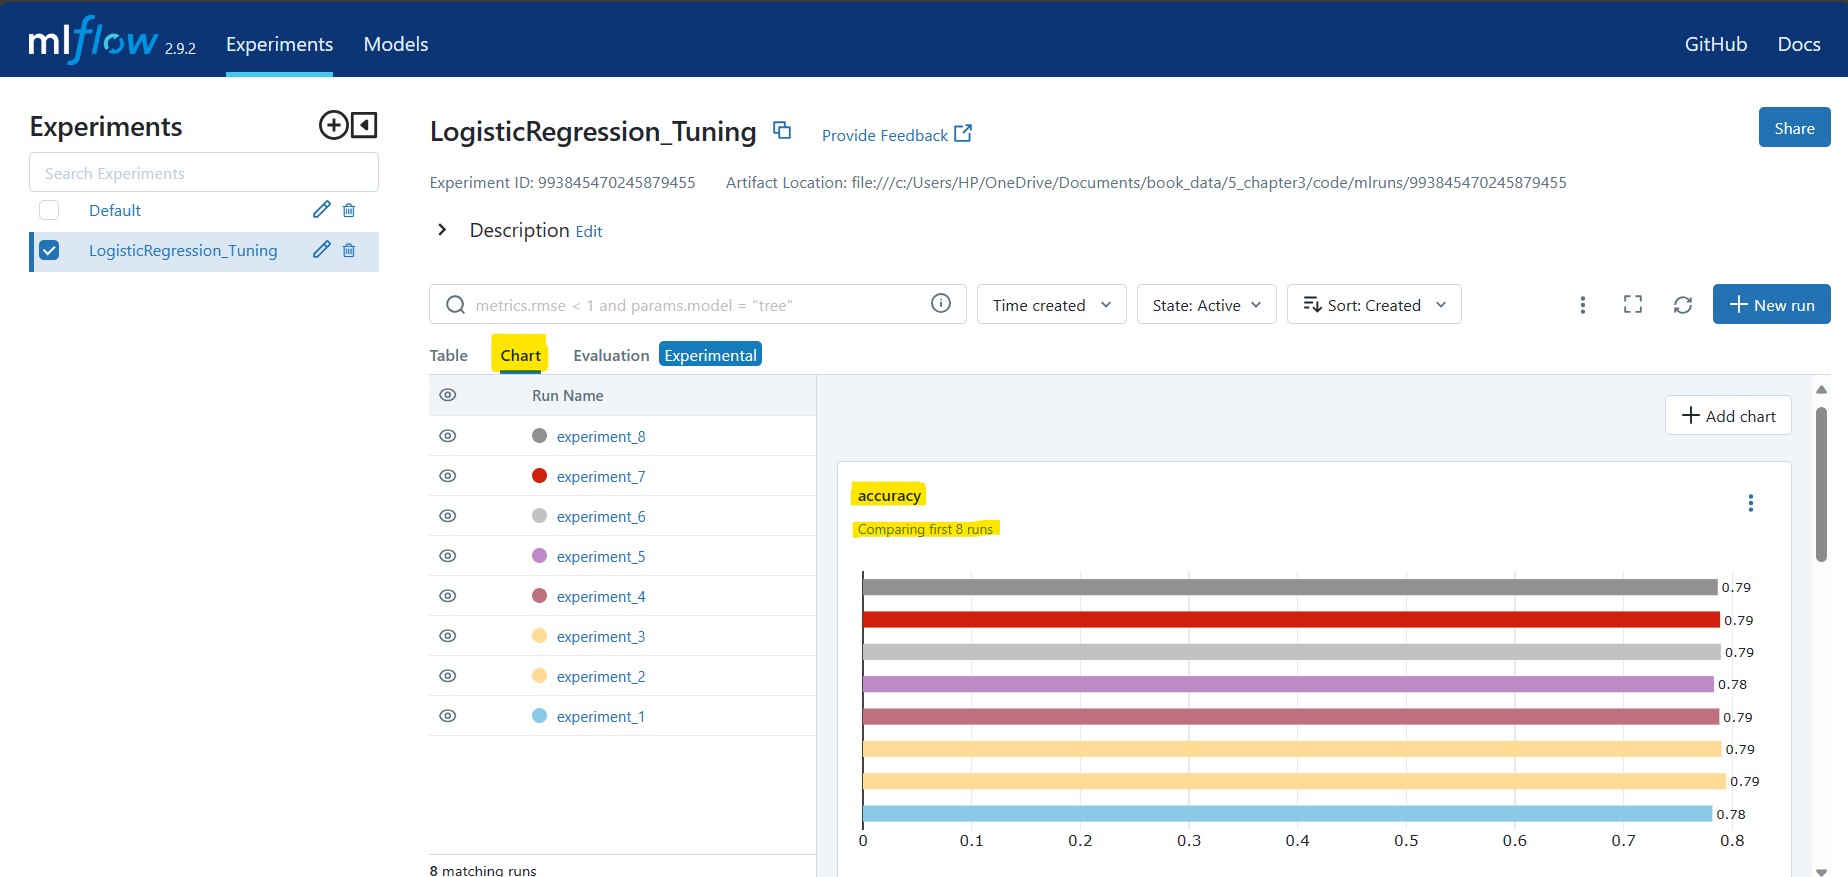 mlflow 2.9.2 Experiments Models GitHub Docs
Experiments
Search Experiments
Default
LogisticRegression_Tuning
LogisticRegression_Tuning Provide Feedback Share
Experiment ID: 993845470245879455 Artifact Location: file:///c:/Users/HP/OneDrive/Documents/book_data/5_chapter3/code/mlruns/993845470245879455
Description Edit
metrics.rmse < 1 and params.model = "tree" Time created State: Active Sort: Created New run
Table Chart Evaluation Experimental
Run Name
experiment_8
experiment_7
experiment_6
experiment_5
experiment_4
experiment_3
experiment_2
experiment_1
8 matching runs
Add chart
accuracy
Comparing first 8 runs
0.79
0.79
0.79
0.78
0.79
0.79
0.79
0.78
0 0.1 0.2 0.3 0.4 0.5 0.6 0.7 0.8